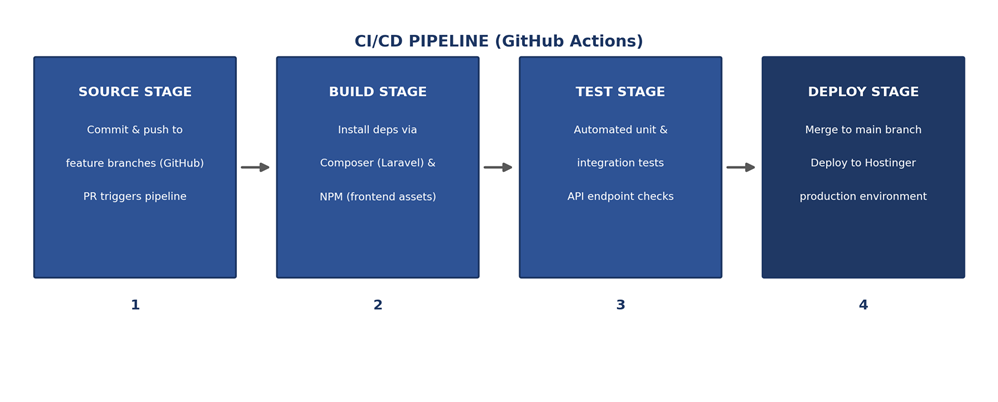 CI/CD PIPELINE (GitHub Actions)
SOURCE STAGE
Commit & push to
feature branches (GitHub)
PR triggers pipeline
1
BUILD STAGE
Install deps via
Composer (Laravel) &
NPM (frontend assets)
2
TEST STAGE
Automated unit &
integration tests
API endpoint checks
3
DEPLOY STAGE
Merge to main branch
Deploy to Hostinger
production environment
4